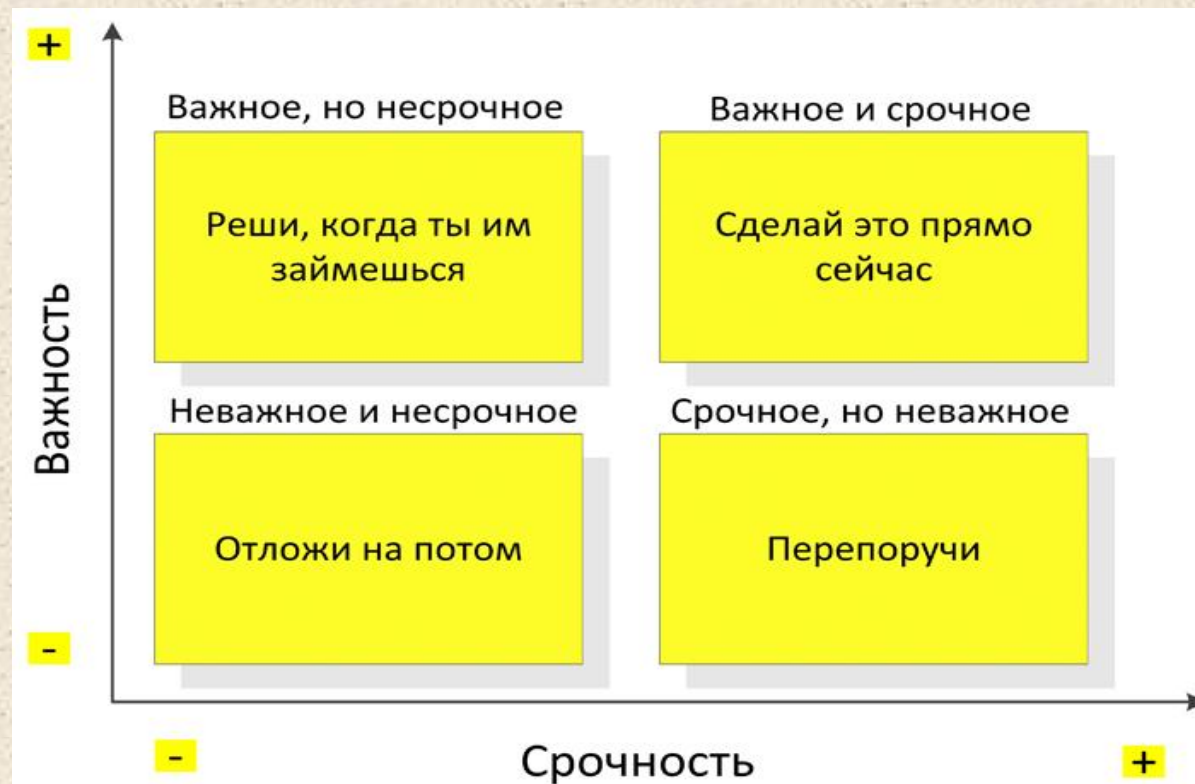 +
Важное, но несрочное
Важное и срочное
Реши, когда ты им
займешься
Сделай это прямо
сейчас
Важность
Неважное и несрочное
Срочное, но неважное
Отложи на потом
Перепоручи
-
-
Срочность
+